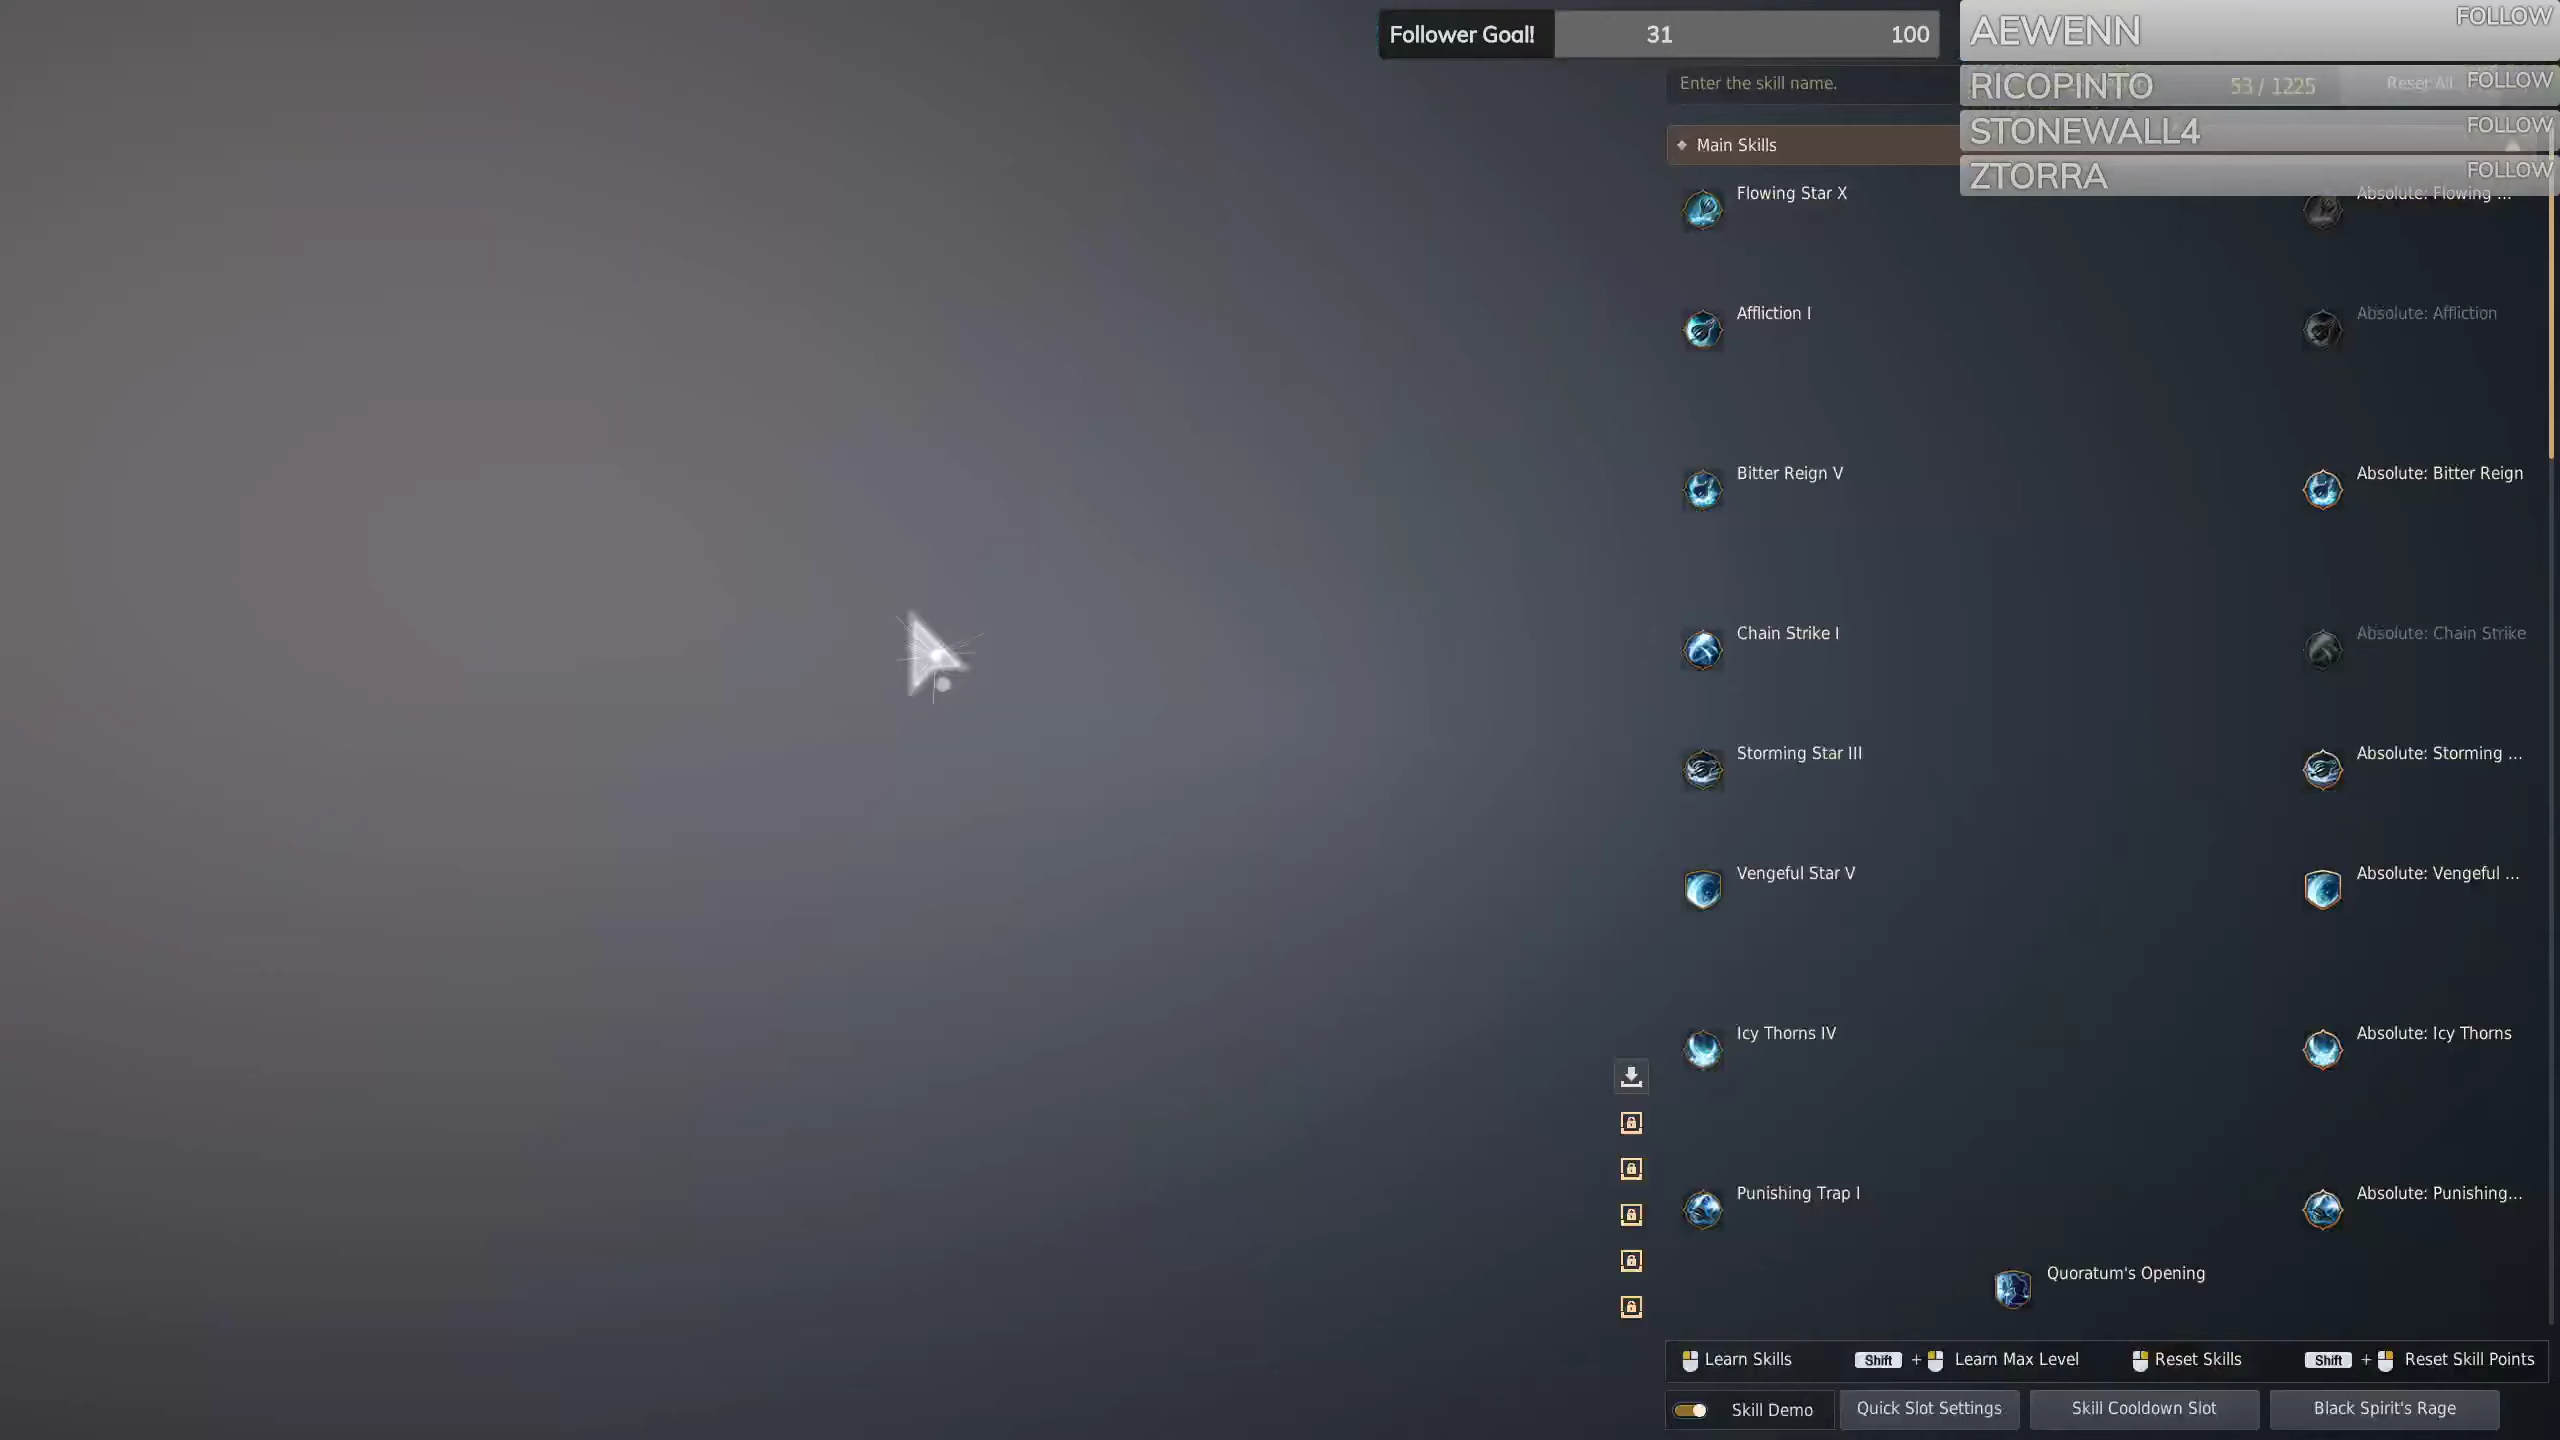 Follower Goal! 31 100
AEWENN FOLLOW
Enter the skill name.
RICOPINTO 53 / 1225 Reset All FOLLOW
STONEWALL4 FOLLOW
Main Skills
ZTORRA FOLLOW
Flowing Star X Absolute: Flowing ...
Affliction I Absolute: Affliction
Bitter Reign V Absolute: Bitter Reign
Chain Strike I Absolute: Chain Strike
Storming Star III Absolute: Storming ...
Vengeful Star V Absolute: Vengeful ...
Icy Thorns IV Absolute: Icy Thorns
Punishing Trap I Absolute: Punishing...
Quoratum's Opening
Learn Skills Shift + Learn Max Level Reset Skills Shift + Reset Skill Points
Skill Demo Quick Slot Settings Skill Cooldown Slot Black Spirit's Rage